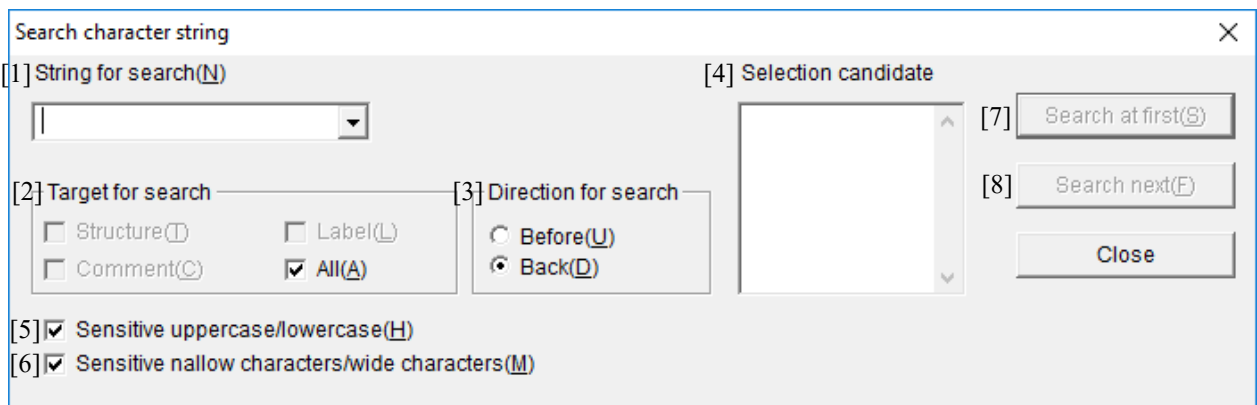 Search character string
[1] String for search(N)
[4] Selection candidate
[7] Search at first(S)
[2] Target for search
[3] Direction for search
[8] Search next(F)
Structure(T)
Label(L)
Before(U)
Comment(C)
All(A)
Back(D)
Close
[5] Sensitive uppercase/lowercase(H)
[6] Sensitive nallow characters/wide characters(M)